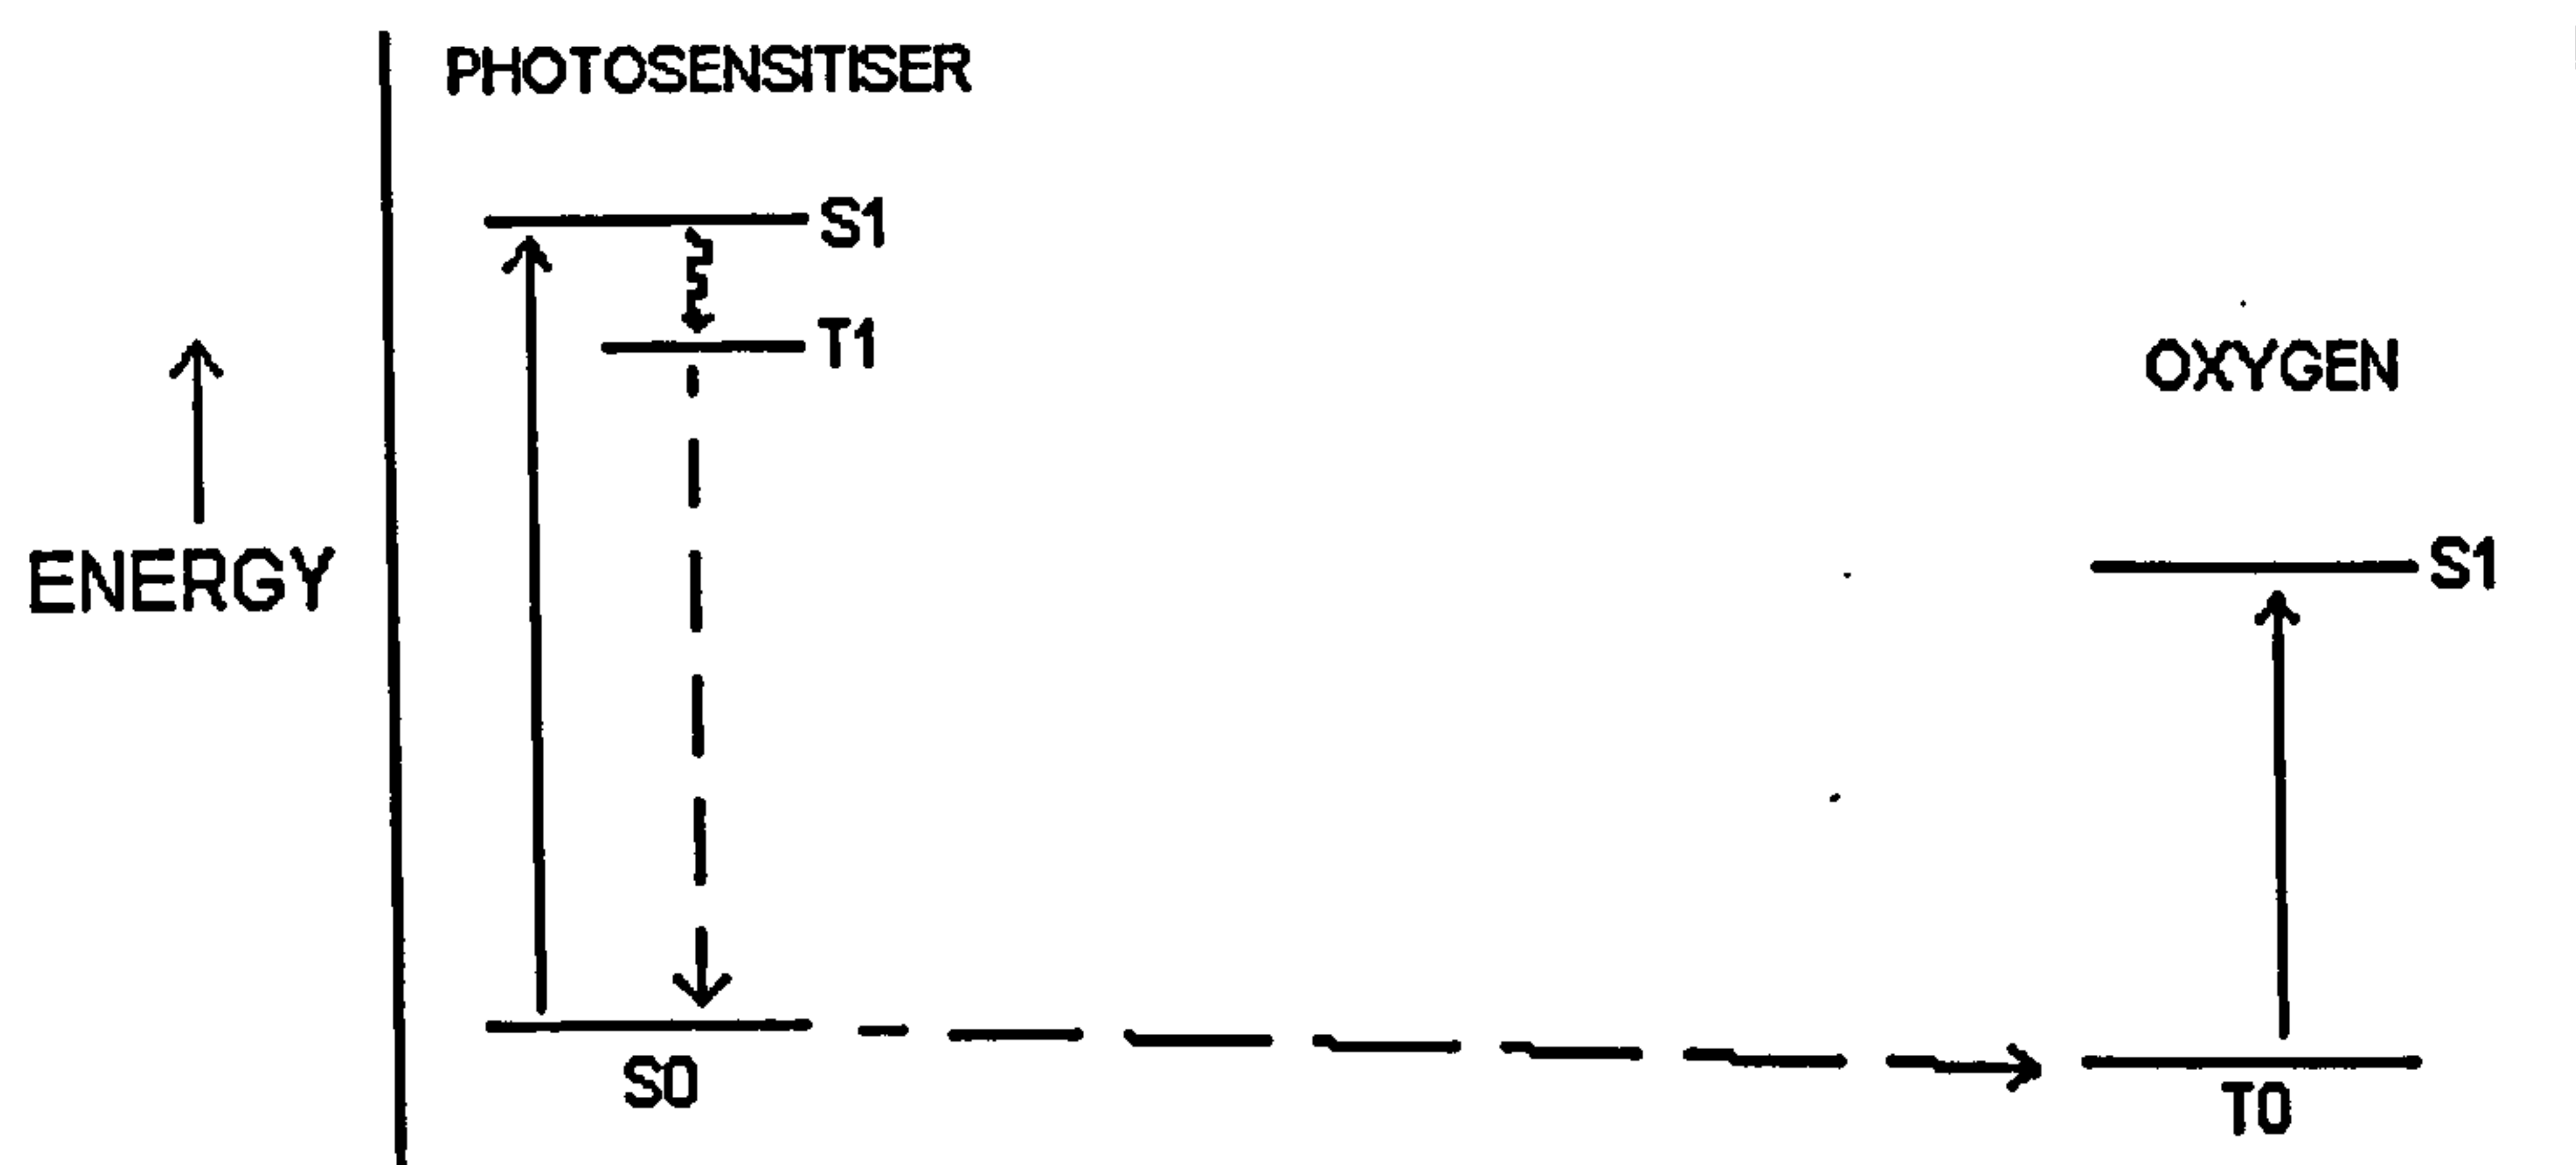 PHOTOSENSITISER
S1
T1
OXYGEN
ENERGY
S1
S0
T0